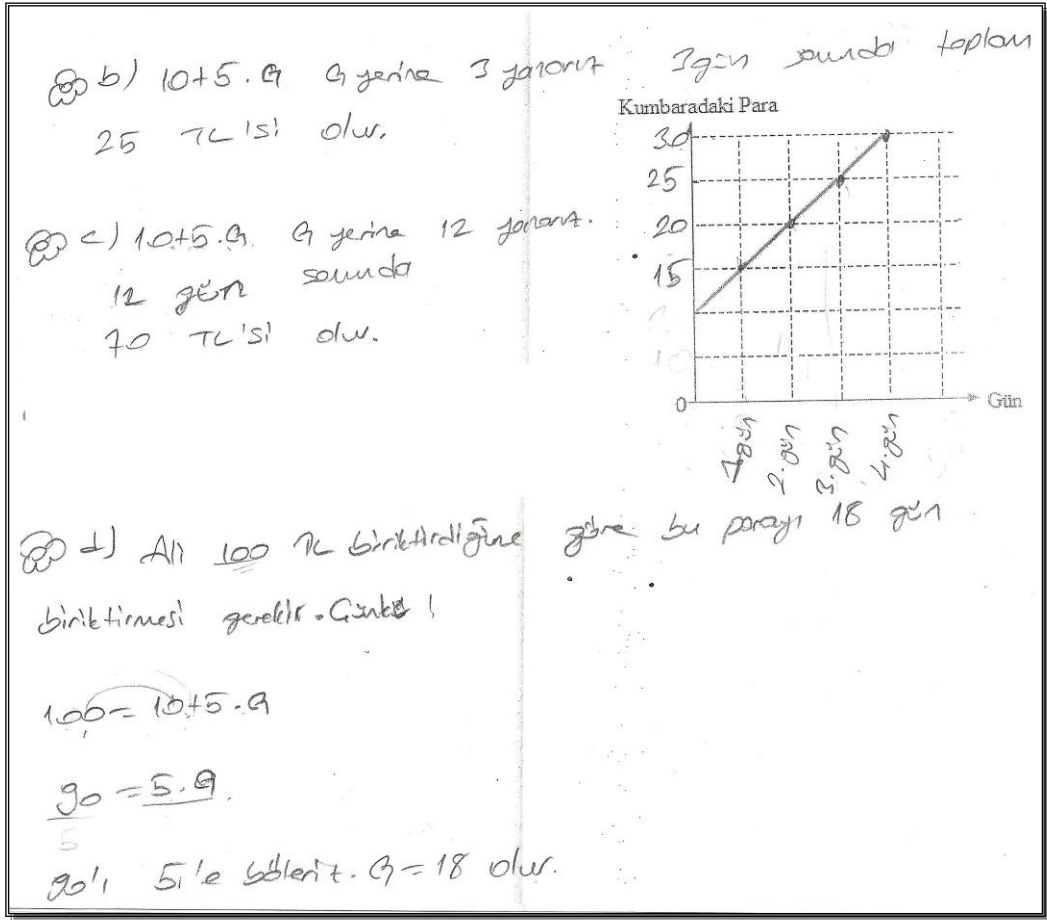 b) 10+5.G G yerine 3 yazarız 3 gün sonunda toplam
25 TL'si olur.
Kumbaradaki Para
30
25
20
15
10
0
Gün
1.gün
2.gün
3.gün
4.gün
c) 10+5.G G yerine 12 yazarız.
12 gün sonunda
70 TL'si olur.
d) Ali 100 TL biriktirdiğine göre bu parayı 18 gün
biriktirmesi gerekir. Çünkü!
100 = 10+5.G
90 = 5.G
5
90'ı 5'e böleriz. G=18 olur.